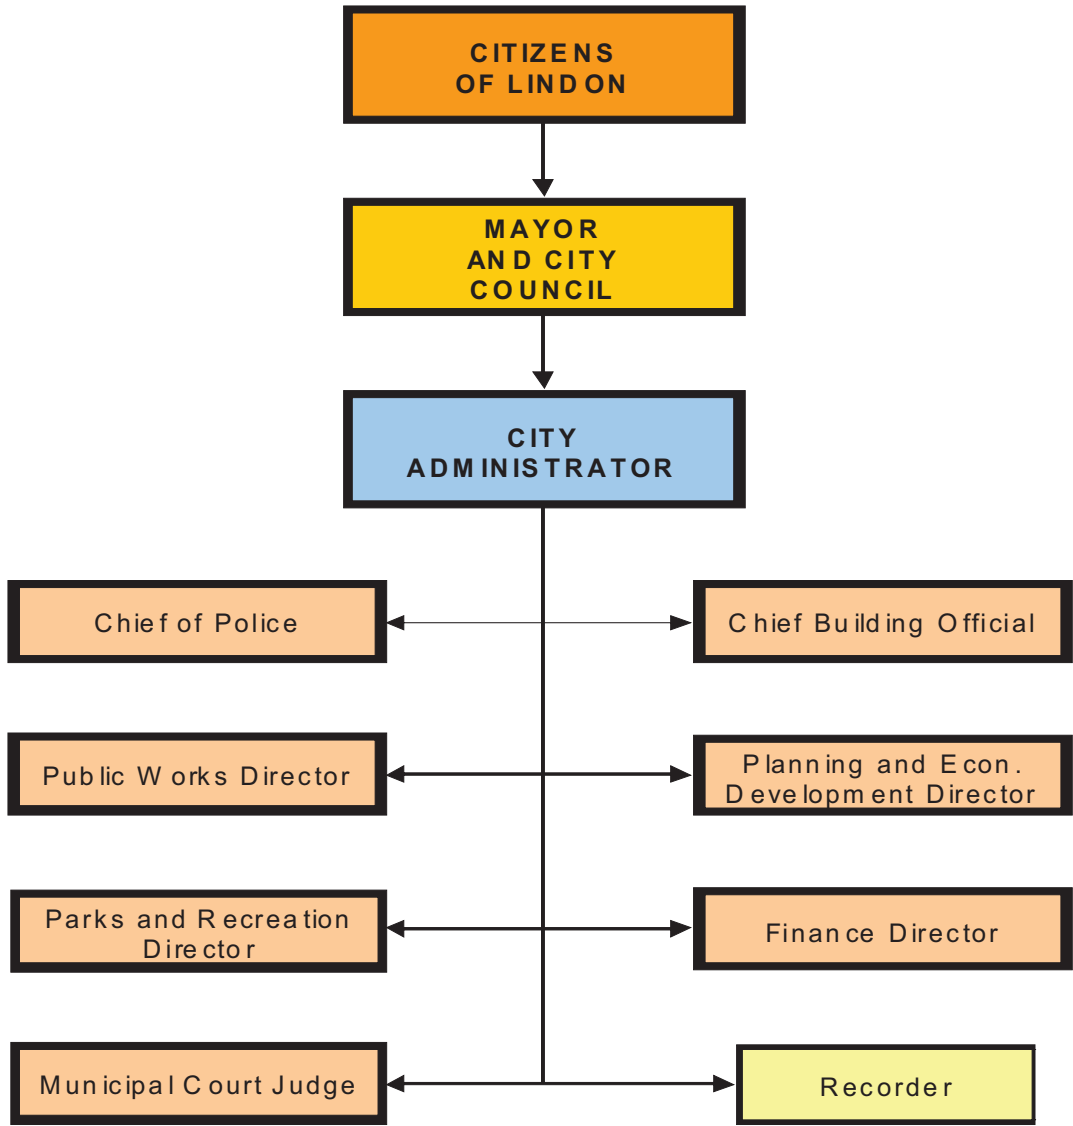 CITIZENS
OF LINDON
MAYOR
AND CITY
COUNCIL
CITY
ADMINISTRATOR
Chief of Police
Chief Building Official
Public Works Director
Planning and Econ.
Development Director
Parks and Recreation
Director
Finance Director
Municipal Court Judge
Recorder